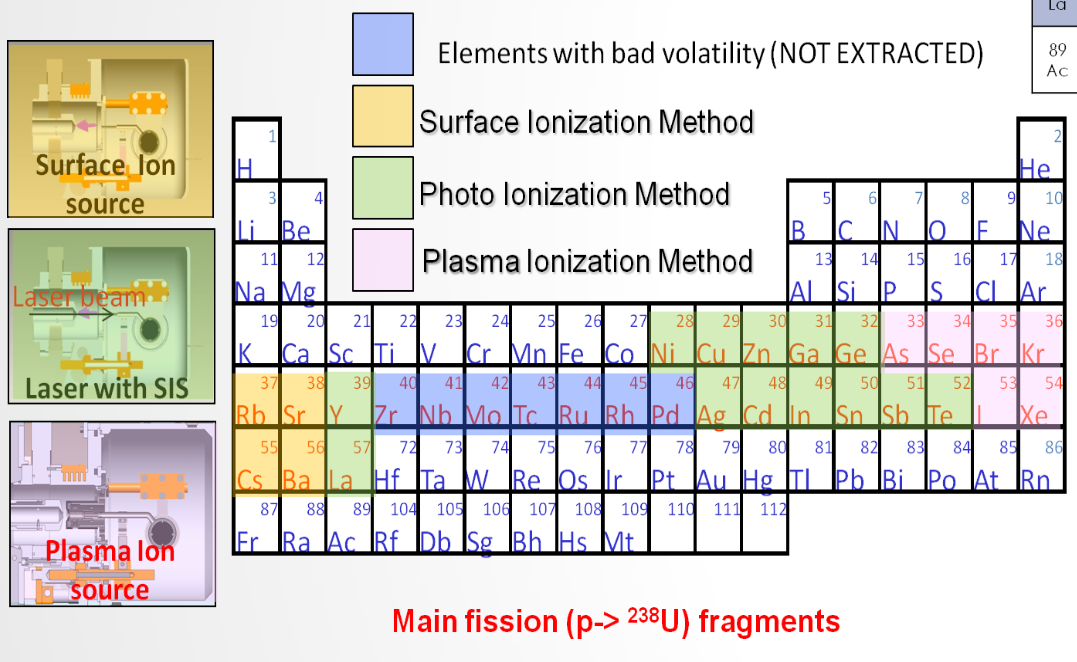 La
89
Ac
Elements with bad volatility (NOT EXTRACTED)
Surface Ionization Method
Photo Ionization Method
Plasma Ionization Method
Surface Ion
source
Laser beam
Laser with SIS
Plasma Ion
source
1 2
H He
3 4 5 6 7 8 9 10
Li Be B C N O F Ne
11 12 13 14 15 16 17 18
Na Mg Al Si P S Cl Ar
19 20 21 22 23 24 25 26 27 28 29 30 31 32 33 34 35 36
K Ca Sc Ti V Cr Mn Fe Co Ni Cu Zn Ga Ge As Se Br Kr
37 38 39 40 41 42 43 44 45 46 47 48 49 50 51 52 53 54
Rb Sr Y Zr Nb Mo Tc Ru Rh Pd Ag Cd In Sn Sb Te I Xe
55 56 57 72 73 74 75 76 77 78 79 80 81 82 83 84 85 86
Cs Ba La Hf Ta W Re Os Ir Pt Au Hg Tl Pb Bi Po At Rn
87 88 89 104 105 106 107 108 109 110 111 112
Fr Ra Ac Rf Db Sg Bh Hs Mt
Main fission (p-> ²³⁸U) fragments